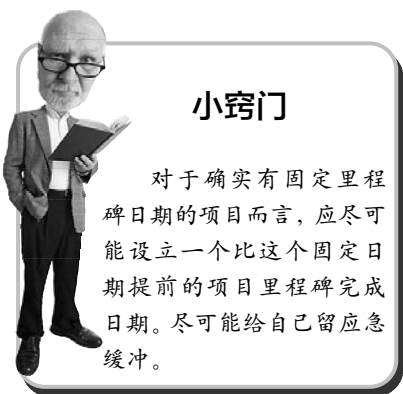 小窍门
对于确实有固定里程
碑日期的项目而言，应尽可
能设立一个比这个固定日
期提前的项目里程碑完成
日期。尽可能给自己留应急
缓冲。